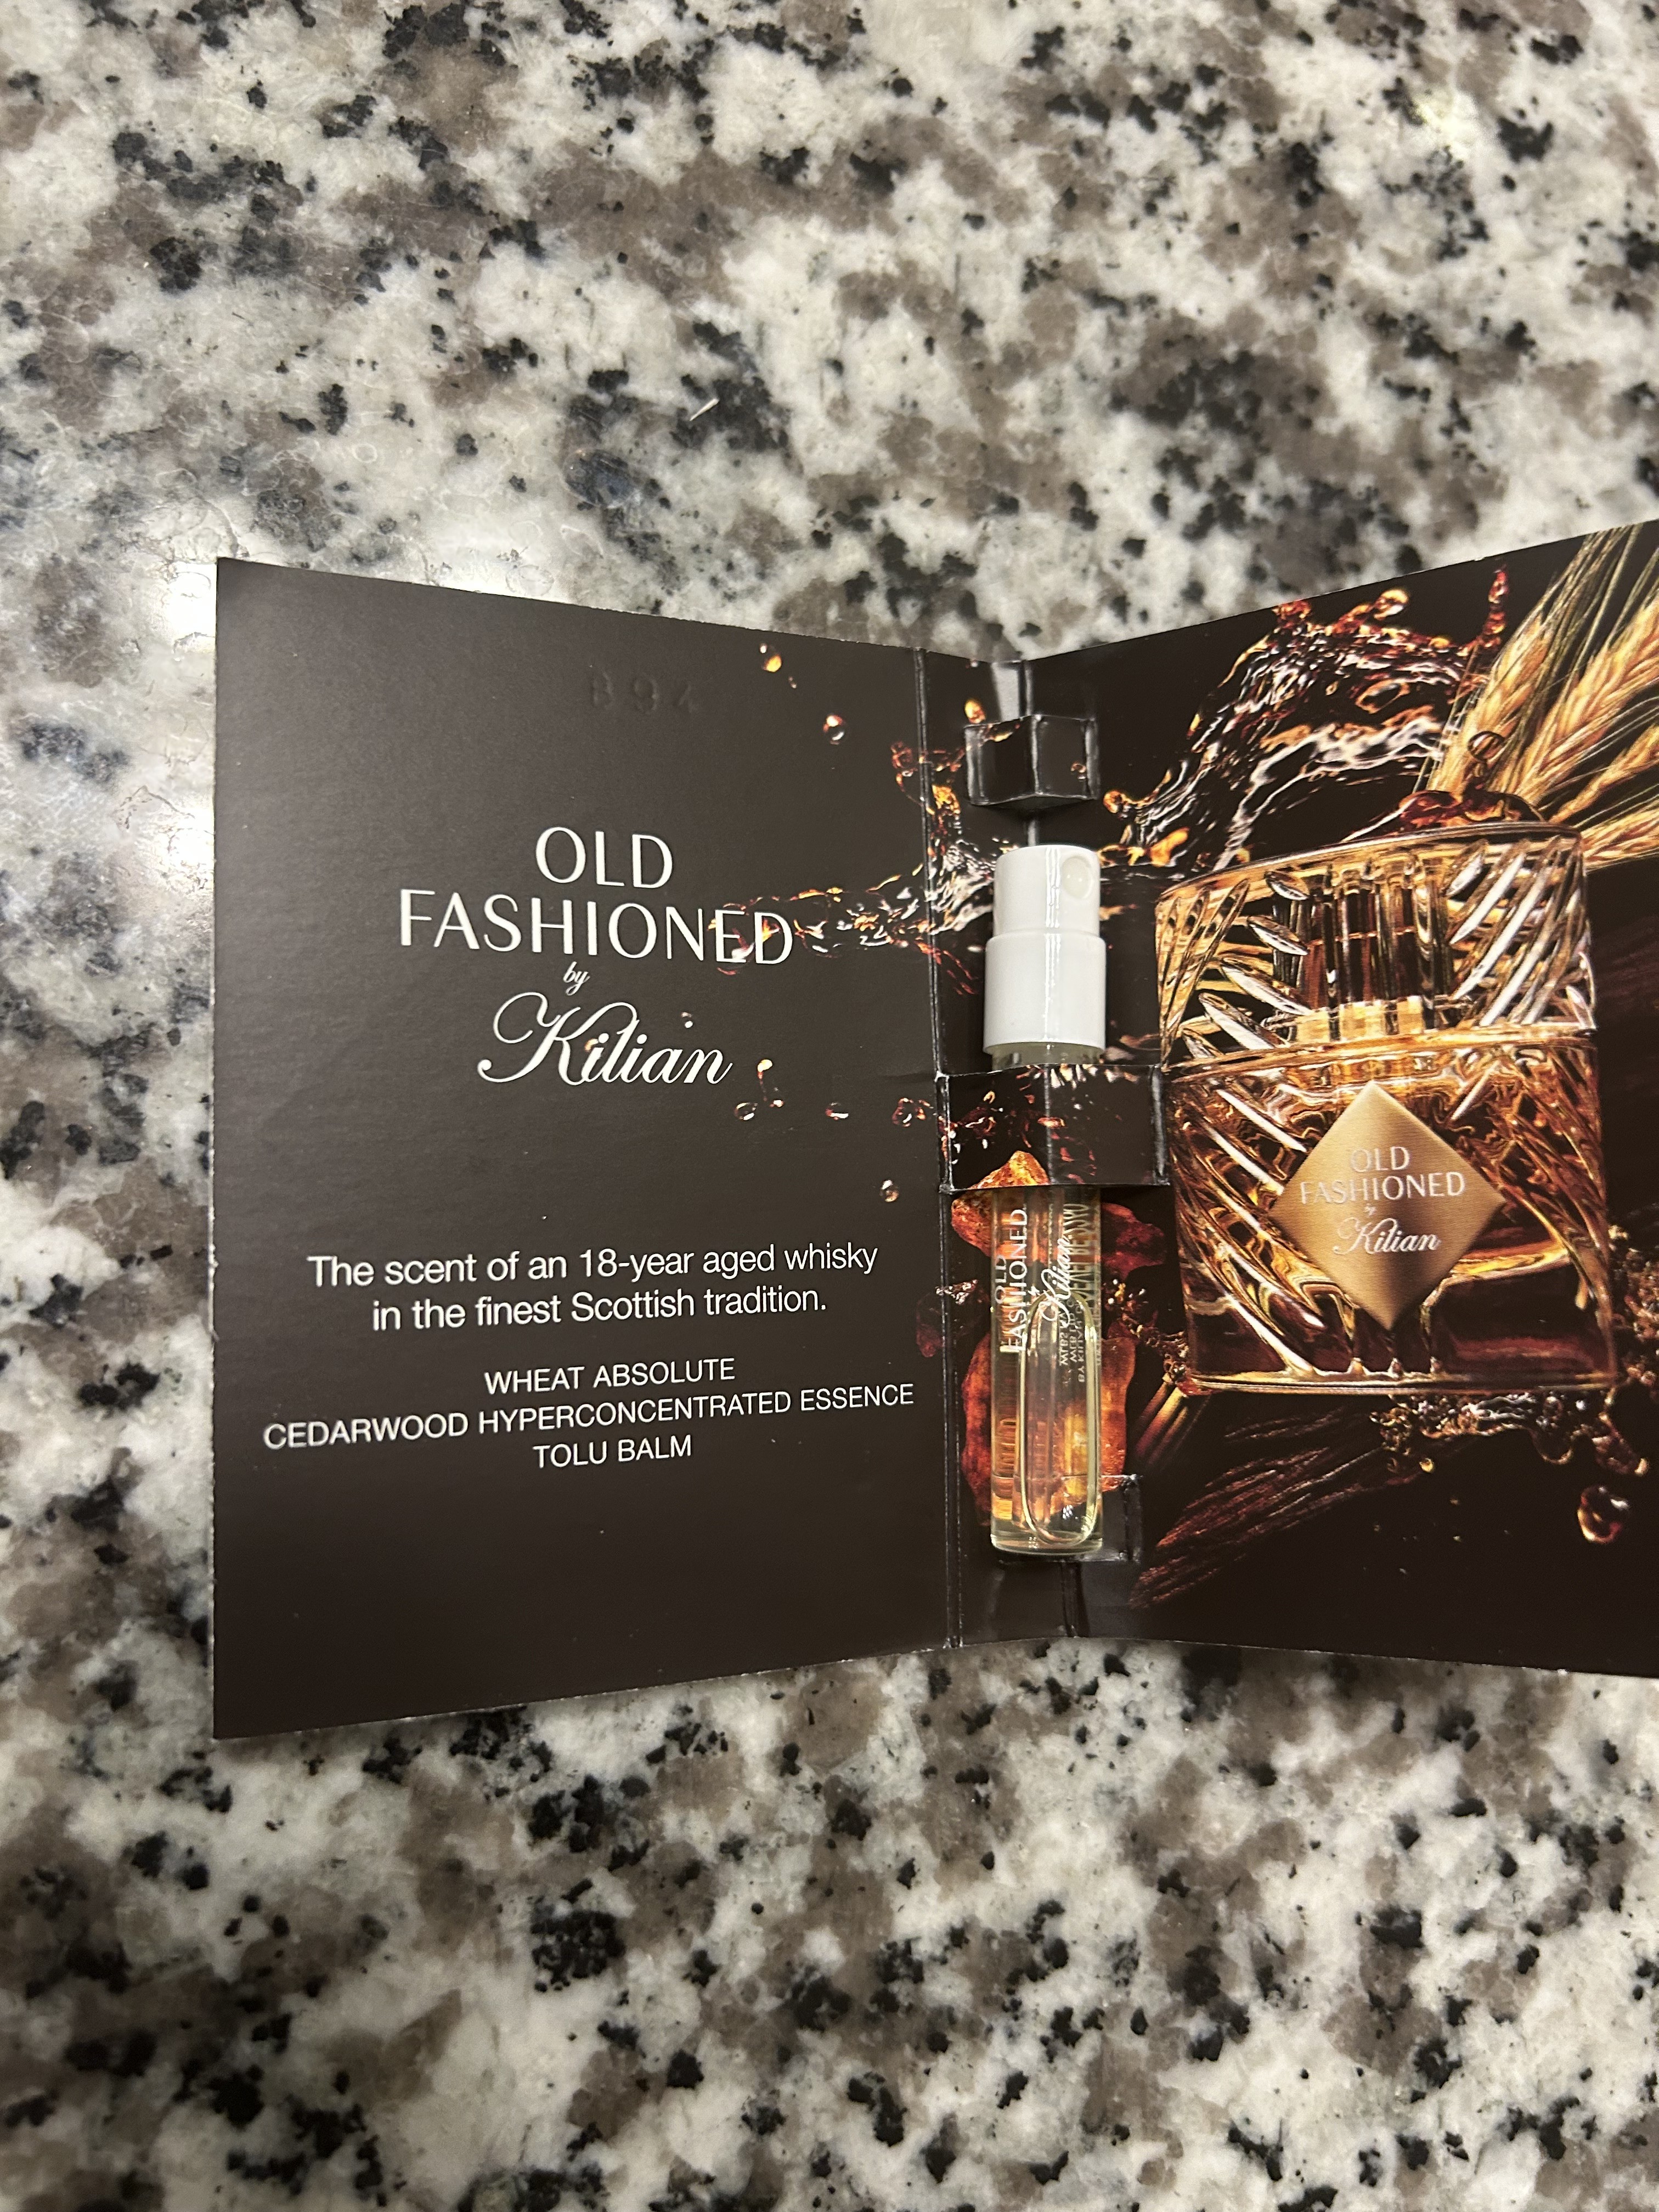 B94
OLD
FASHIONED
by
Kilian
The scent of an 18-year aged whisky
in the finest Scottish tradition.
WHEAT ABSOLUTE
CEDARWOOD HYPERCONCENTRATED ESSENCE
TOLU BALM
OLD
FASHIONED
Kilian
OLD
FASHIONED
by
Kilian